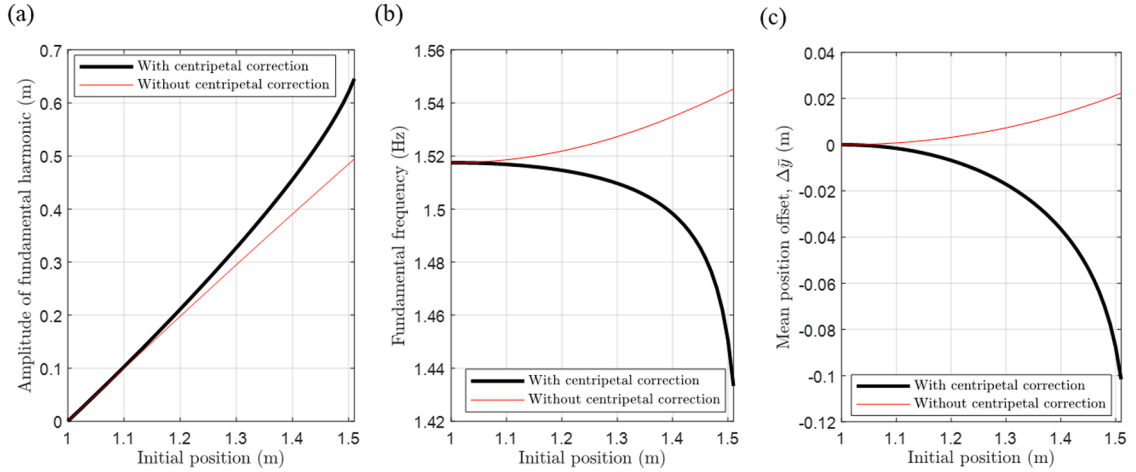 (a)
Amplitude of fundamental harmonic (m)
0.7
0.6
0.5
0.4
0.3
0.2
0.1
0
With centripetal correction
Without centripetal correction
1 1.1 1.2 1.3 1.4 1.5
Initial position (m)
(b)
Fundamental frequency (Hz)
1.56
1.54
1.52
1.5
1.48
1.46
1.44
1.42
With centripetal correction
Without centripetal correction
1 1.1 1.2 1.3 1.4 1.5
Initial position (m)
(c)
Mean position offset, Δȳ (m)
0.04
0.02
0
-0.02
-0.04
-0.06
-0.08
-0.1
-0.12
With centripetal correction
Without centripetal correction
1 1.1 1.2 1.3 1.4 1.5
Initial position (m)